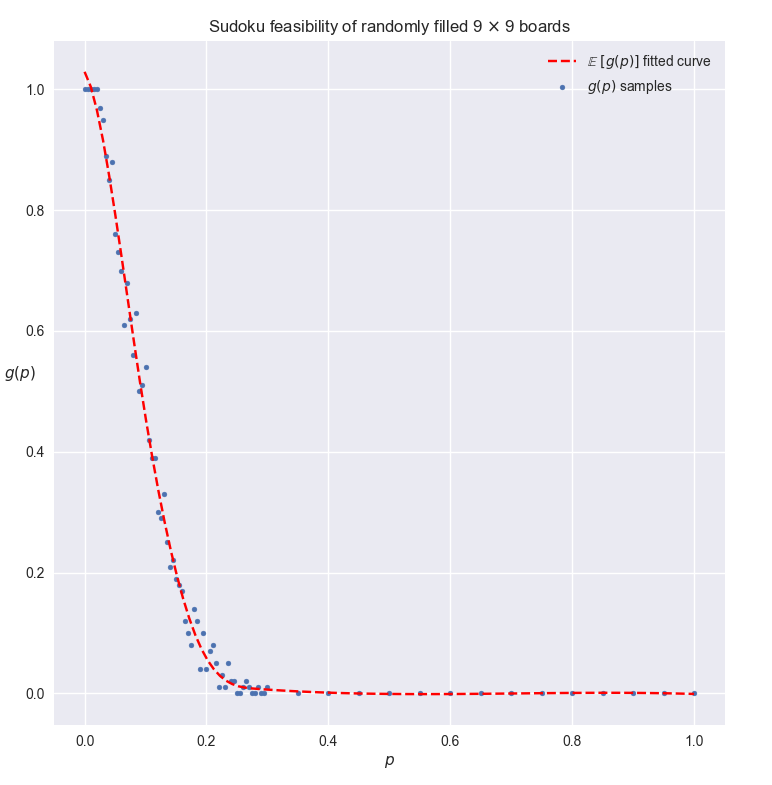 Sudoku feasibility of randomly filled 9 × 9 boards
𝔼 [g(p)] fitted curve
g(p) samples
1.0
0.8
0.6
g(p)
0.4
0.2
0.0
0.0 0.2 0.4 0.6 0.8 1.0
p